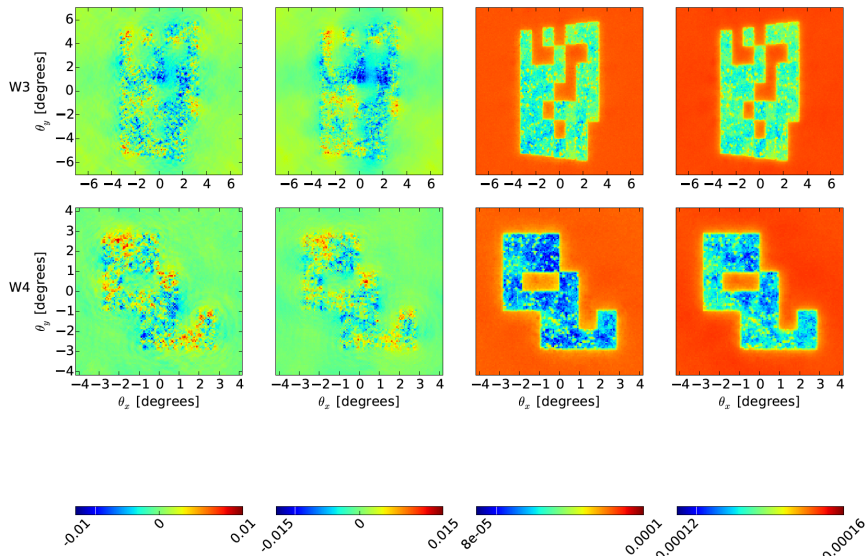 6
4
2
0
−2
−4
−6
W3
θy [degrees]
−6 −4 −2 0 2 4 6
−6 −4 −2 0 2 4 6
−6 −4 −2 0 2 4 6
−6 −4 −2 0 2 4 6
4
3
2
1
0
−1
−2
−3
−4
W4
θy [degrees]
−4 −3 −2 −1 0 1 2 3 4
−4 −3 −2 −1 0 1 2 3 4
−4 −3 −2 −1 0 1 2 3 4
−4 −3 −2 −1 0 1 2 3 4
θx [degrees]
θx [degrees]
θx [degrees]
θx [degrees]
-0.01 0 0.01
-0.015 0 0.015
8e-05 0.0001
0.00012 0.00016